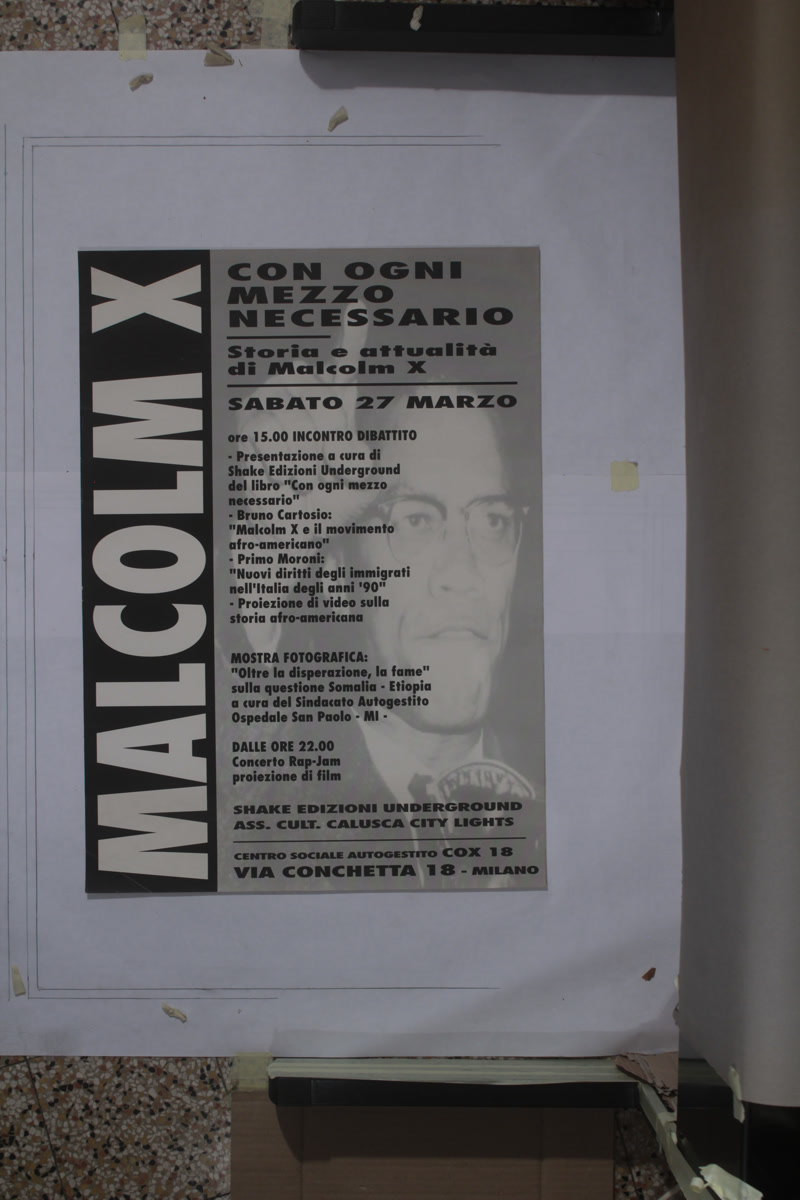 MALCOLM X
CON OGNI
MEZZO
NECESSARIO
Storia e attualità
di Malcolm X
SABATO 27 MARZO
ore 15.00 INCONTRO DIBATTITO
- Presentazione a cura di
Shake Edizioni Underground
del libro "Con ogni mezzo
necessario"
- Bruno Cartosio:
"Malcolm X e il movimento
afro-americano"
- Primo Moroni:
"Nuovi diritti degli immigrati
nell'Italia degli anni '90"
- Proiezione di video sulla
storia afro-americana
MOSTRA FOTOGRAFICA:
"Oltre la disperazione, la fame"
sulla questione Somalia - Etiopia
a cura del Sindacato Autogestito
Ospedale San Paolo - MI -
DALLE ORE 22.00
Concerto Rap-Jam
proiezione di film
SHAKE EDIZIONI UNDERGROUND
ASS. CULT. CALUSCA CITY LIGHTS
CENTRO SOCIALE AUTOGESTITO COX 18
VIA CONCHETTA 18 - MILANO